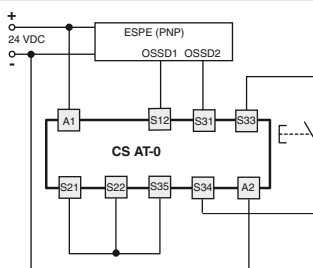 +
ESPE (PNP)
24 VDC
OSSD1 OSSD2
-
A1 S12 S31 S33
CS AT-0
S21 S22 S35 S34 A2